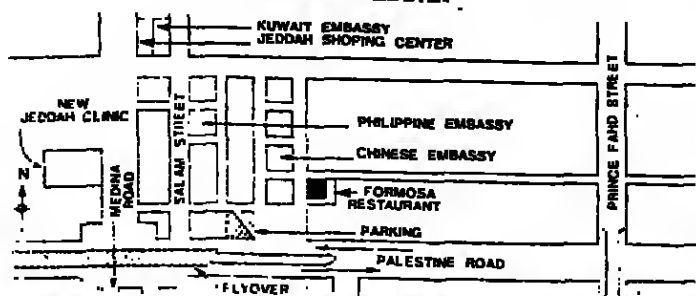 KUWAIT EMBASSY
JEDDAH SHOPING CENTER
NEW
JEDDAH CLINIC
SALAM STREET
PHILIPPINE EMBASSY
CHINESE EMBASSY
PRINCE FAHD STREET
N
MEDINA
ROAD
FORMOSA
RESTAURANT
PARKING
PALESTINE ROAD
FLYOVER